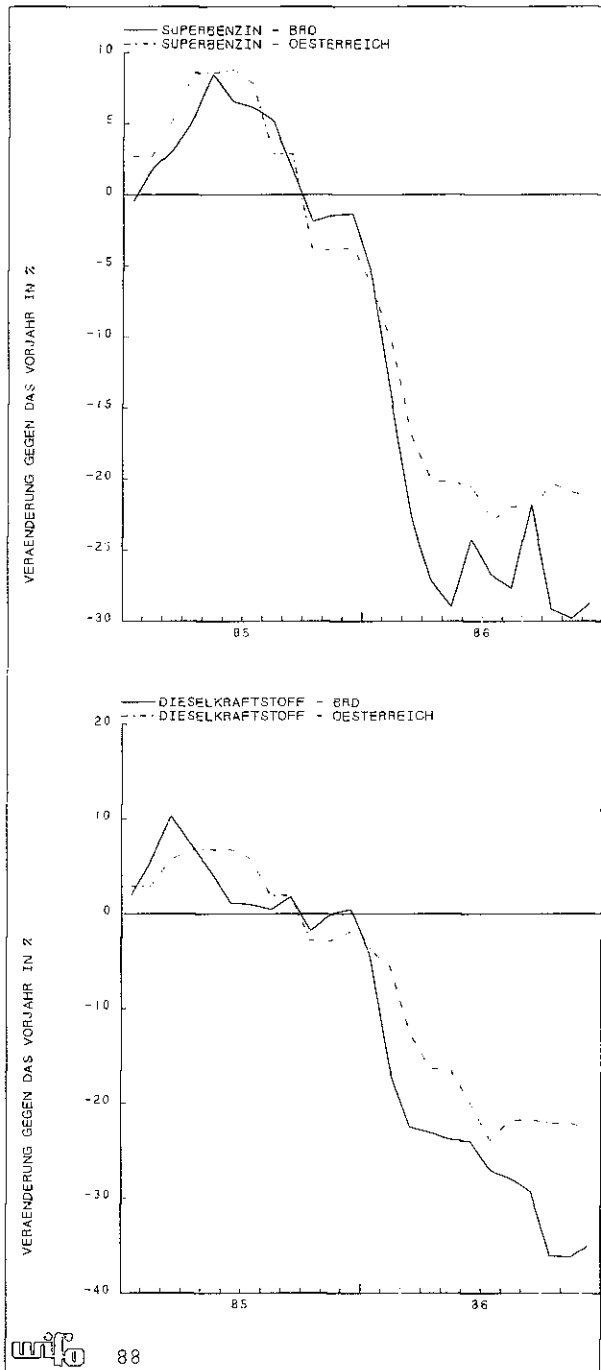 SUPERBENZIN - BRD
SUPERBENZIN - OESTERREICH
10
5
0
-5
-10
-15
-20
-25
-30
VERAENDERUNG GEGEN DAS VORJAHR IN %
85
86
DIESELKRAFTSTOFF - BRD
DIESELKRAFTSTOFF - OESTERREICH
20
10
0
-10
-20
-30
-40
VERAENDERUNG GEGEN DAS VORJAHR IN %
85
86
wifo 88